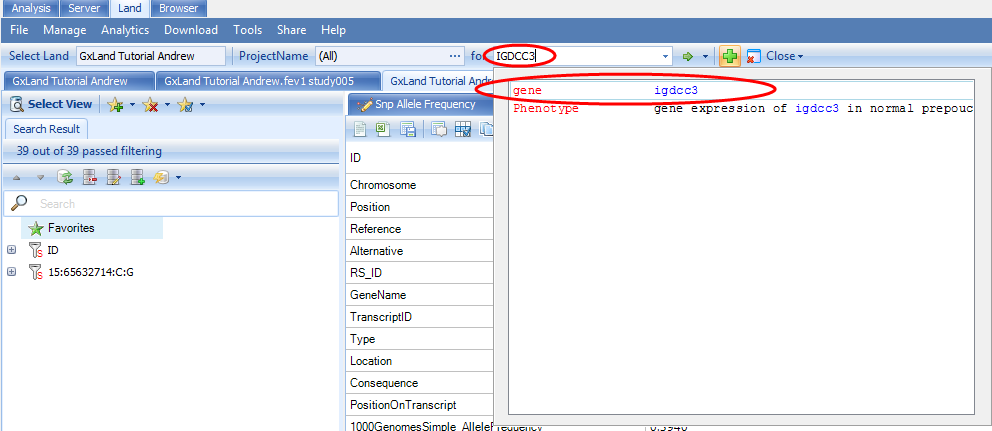 Analysis Server Land Browser
File Manage Analytics Download Tools Share Help
Select Land GxLand Tutorial Andrew ProjectName (All) ... for IGDCC3 Close
GxLand Tutorial Andrew GxLand Tutorial Andrew.fev1 study005 GxLand Tutorial Andre
gene igdcc3
Phenotype gene expression of igdcc3 in normal prepouc
Select View
Search Result
39 out of 39 passed filtering
Search
Favorites
ID
15:65632714:C:G
Snp Allele Frequency
ID
Chromosome
Position
Reference
Alternative
RS_ID
GeneName
TranscriptID
Type
Location
Consequence
PositionOnTranscript
1000GenomesSimple_AlleleFrequency 0.3940